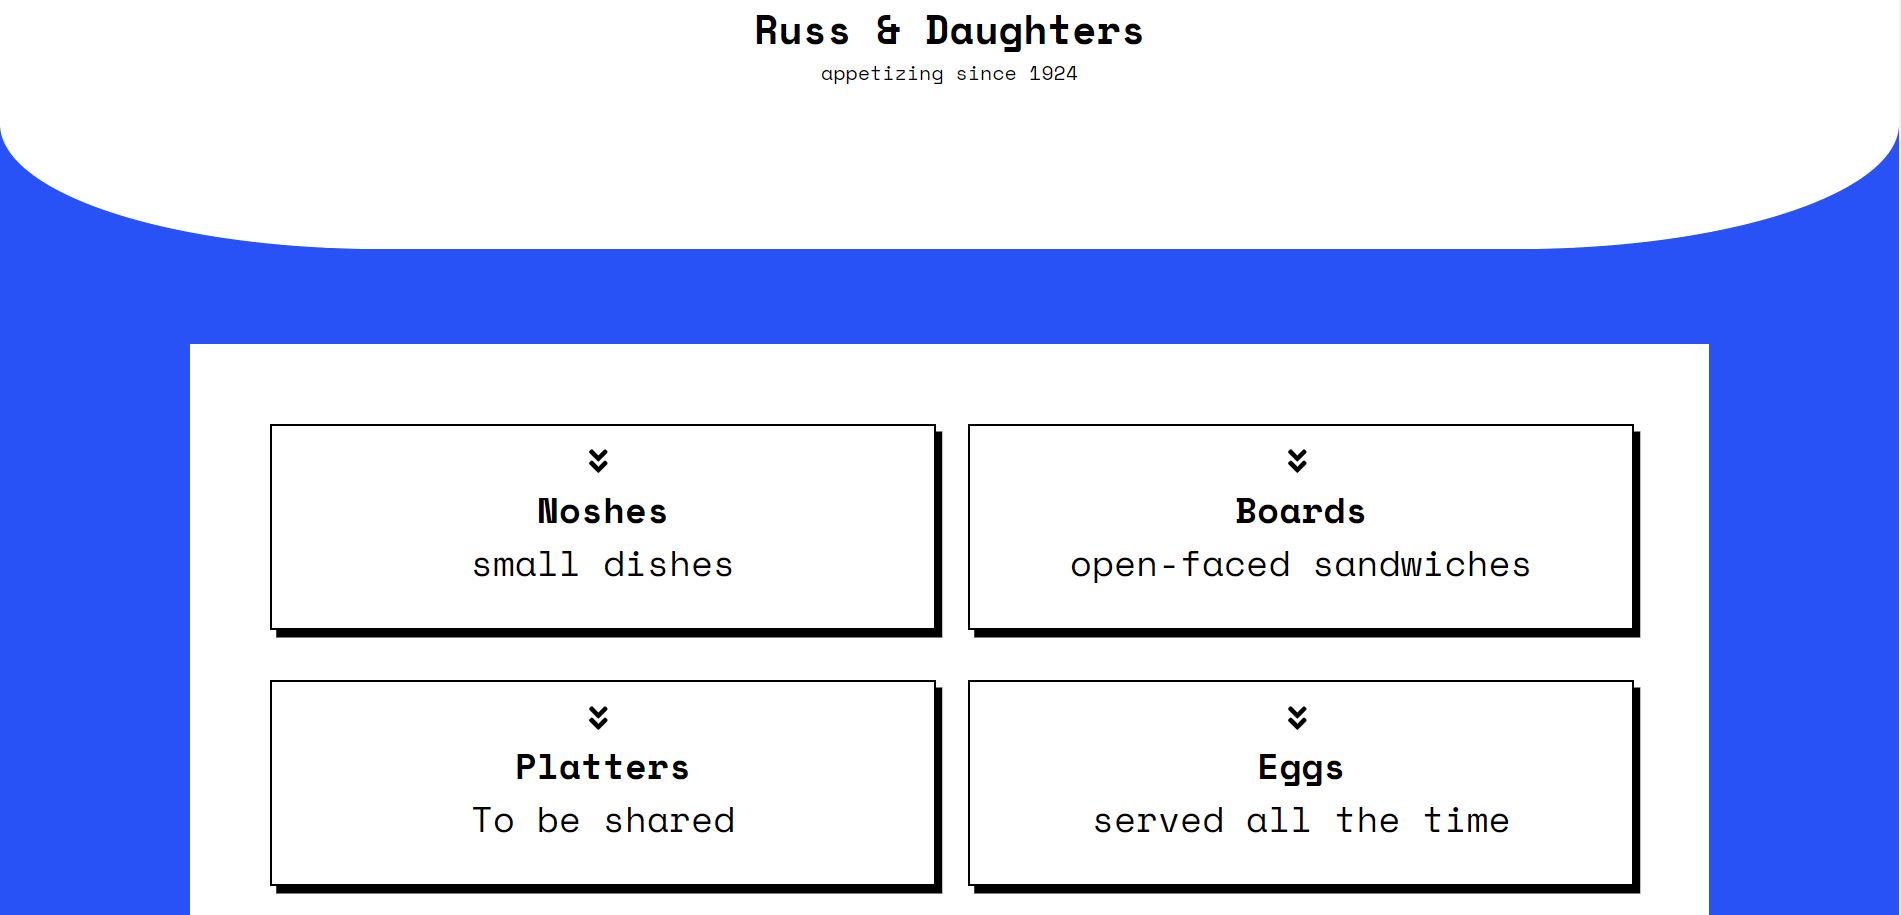 Russ & Daughters
appetizing since 1924
Noshes
small dishes
Boards
open-faced sandwiches
Platters
To be shared
Eggs
served all the time